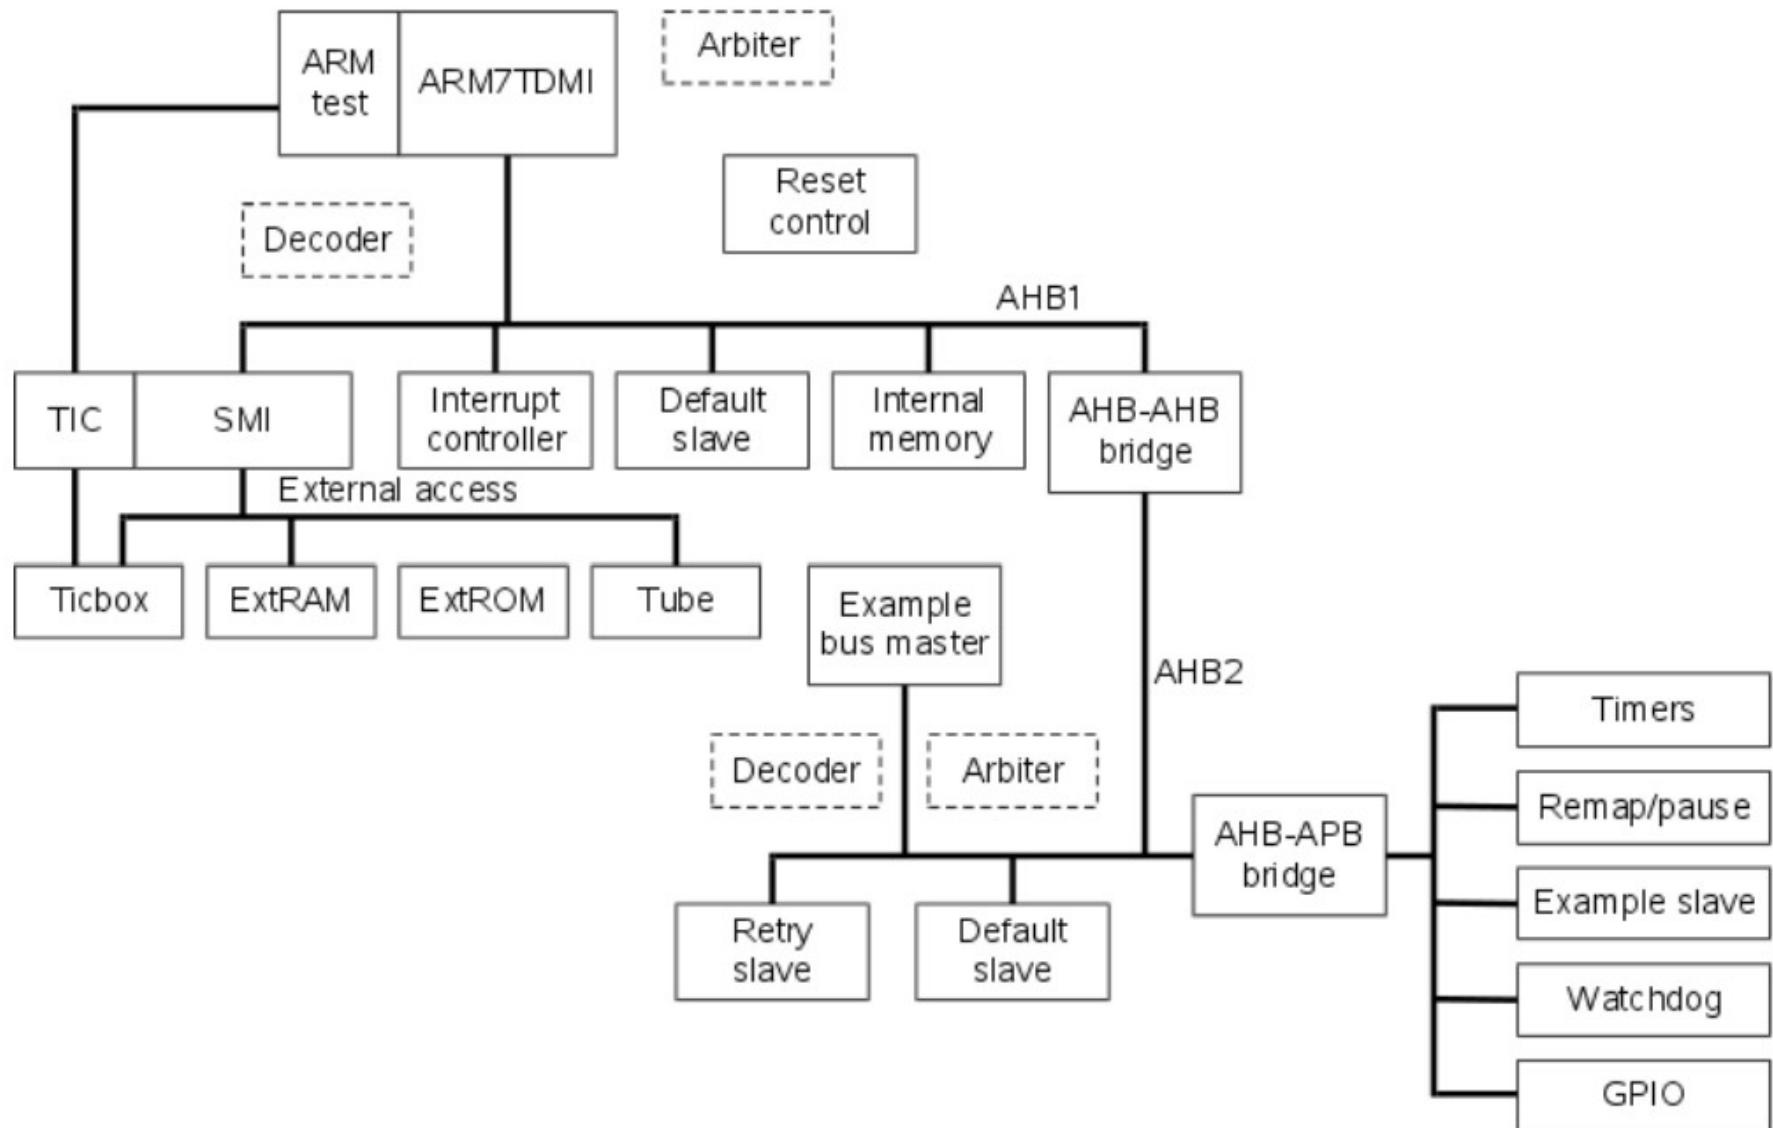 ARM
test
ARM7TDMI
Arbiter
Reset
control
Decoder
AHB1
TIC
SMI
Interrupt
controller
Default
slave
Internal
memory
AHB-AHB
bridge
External access
Ticbox
ExtRAM
ExtROM
Tube
Example
bus master
AHB2
Decoder
Arbiter
AHB-APB
bridge
Retry
slave
Default
slave
Timers
Remap/pause
Example slave
Watchdog
GPIO